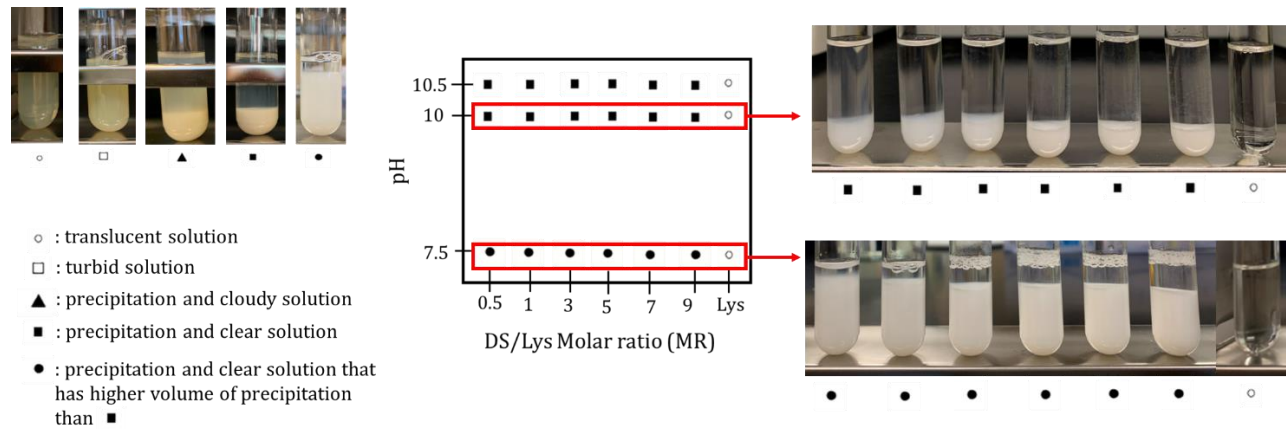 : translucent solution
: turbid solution
: precipitation and cloudy solution
: precipitation and clear solution
: precipitation and clear solution that
has higher volume of precipitation
than
pH
10.5
10
7.5
0.5 1 3 5 7 9 Lys
DS/Lys Molar ratio (MR)